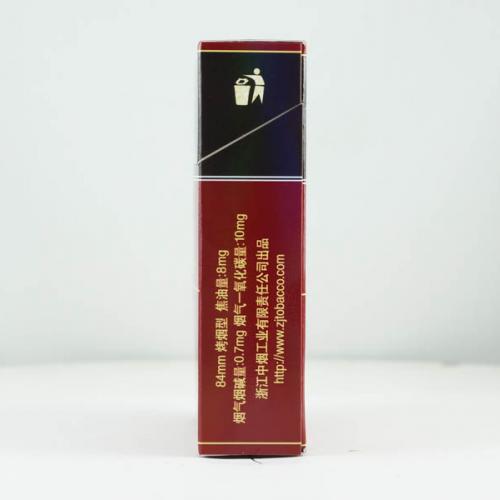 84mm 烤烟型 焦油量:8mg
烟气烟碱量:0.7mg 烟气一氧化碳量:10mg
浙江中烟工业有限责任公司出品
http://www.zjtobacco.com